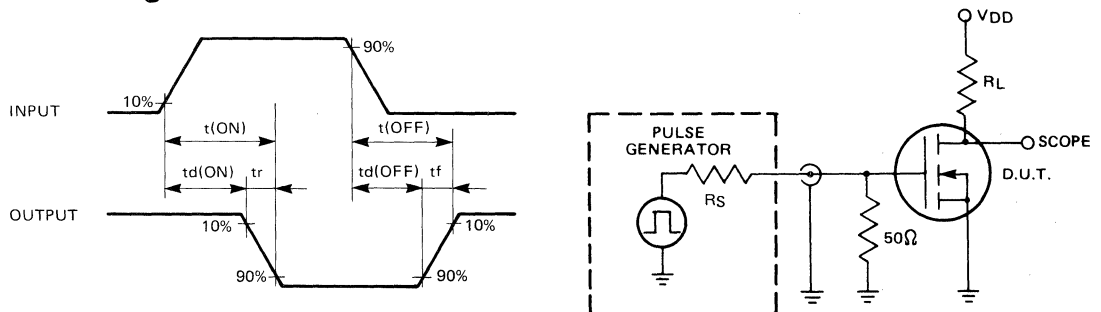 INPUT
10%
90%
t(ON)
t(OFF)
td(ON)
tr
td(OFF)
tf
OUTPUT
10%
90%
90%
10%
PULSE
GENERATOR
RS
50Ω
VDD
RL
SCOPE
D.U.T.